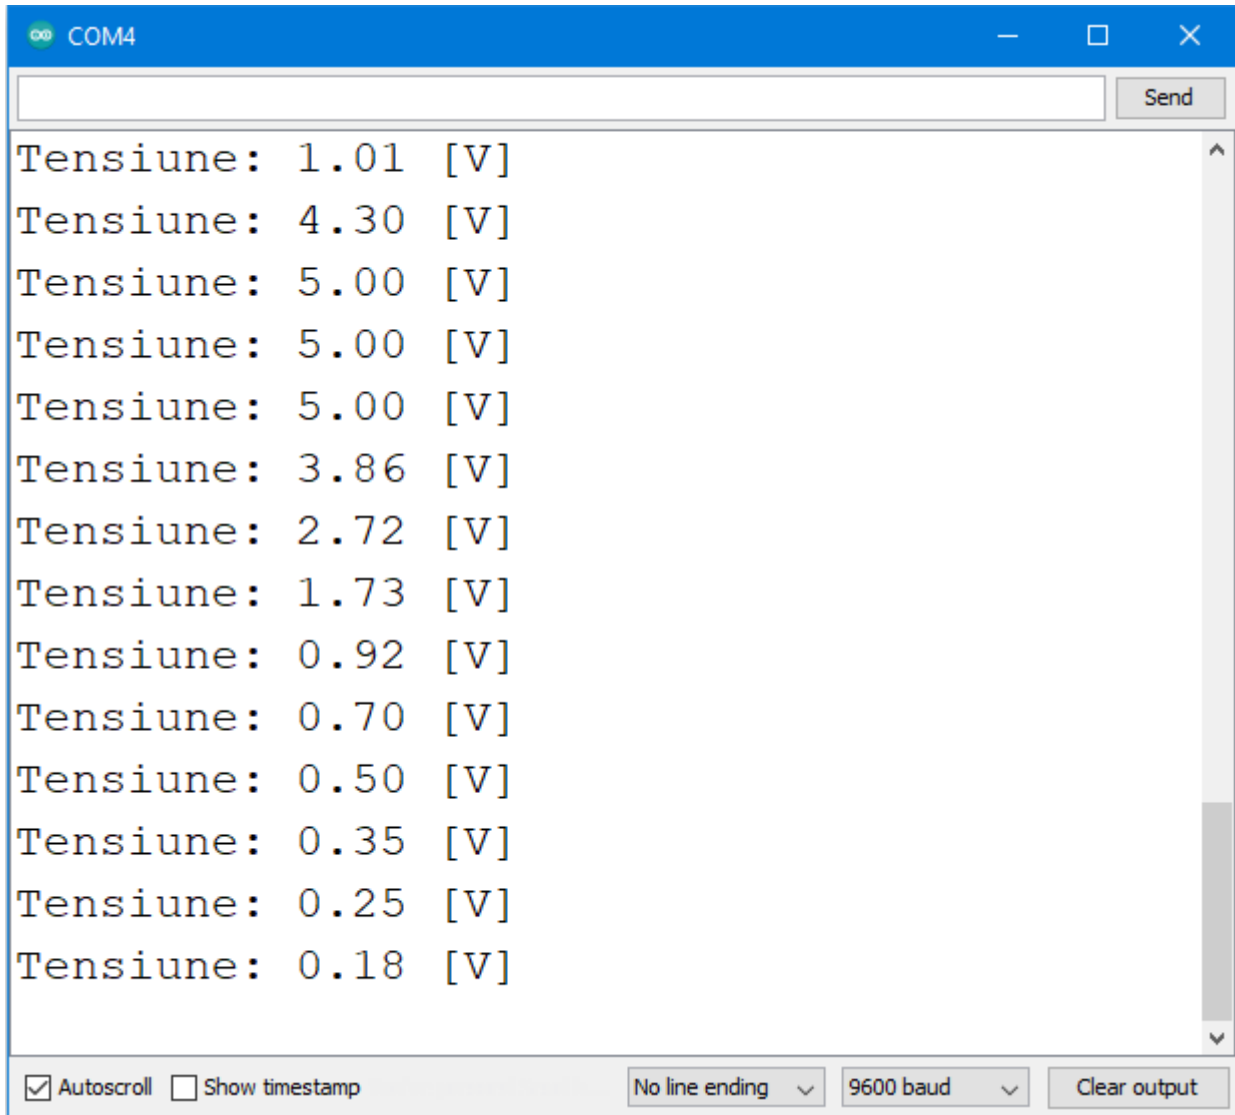 COM4
Send
Tensiune: 1.01 [V]
Tensiune: 4.30 [V]
Tensiune: 5.00 [V]
Tensiune: 5.00 [V]
Tensiune: 5.00 [V]
Tensiune: 3.86 [V]
Tensiune: 2.72 [V]
Tensiune: 1.73 [V]
Tensiune: 0.92 [V]
Tensiune: 0.70 [V]
Tensiune: 0.50 [V]
Tensiune: 0.35 [V]
Tensiune: 0.25 [V]
Tensiune: 0.18 [V]
Autoscroll Show timestamp No line ending 9600 baud Clear output